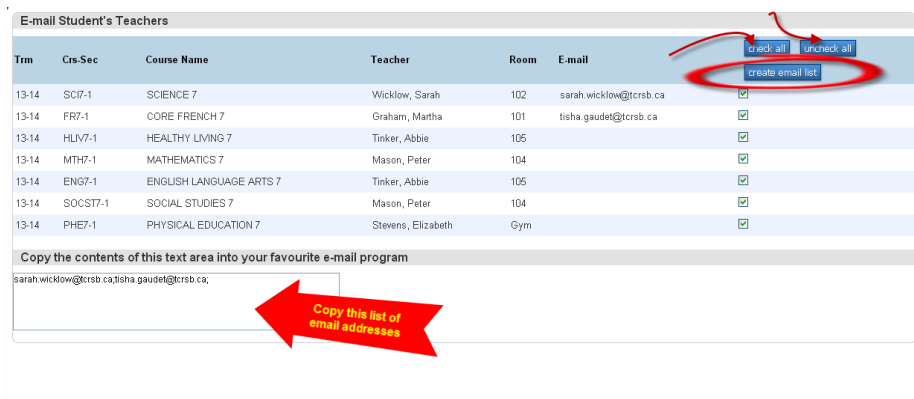 E-mail Student's Teachers
check all uncheck all
Trm Crs-Sec Course Name Teacher Room E-mail
create email list
13-14 SCI7-1 SCIENCE 7 Wicklow, Sarah 102 sarah.wicklow@tcrsb.ca
13-14 FR7-1 CORE FRENCH 7 Graham, Martha 101 tisha.gaudet@tcrsb.ca
13-14 HLIV7-1 HEALTHY LIVING 7 Tinker, Abbie 105
13-14 MTH7-1 MATHEMATICS 7 Mason, Peter 104
13-14 ENG7-1 ENGLISH LANGUAGE ARTS 7 Tinker, Abbie 105
13-14 SOCST7-1 SOCIAL STUDIES 7 Mason, Peter 104
13-14 PHE7-1 PHYSICAL EDUCATION 7 Stevens, Elizabeth Gym
Copy the contents of this text area into your favourite e-mail program
sarah.wicklow@tcrsb.ca;tisha.gaudet@tcrsb.ca;
Copy this list of
email addresses